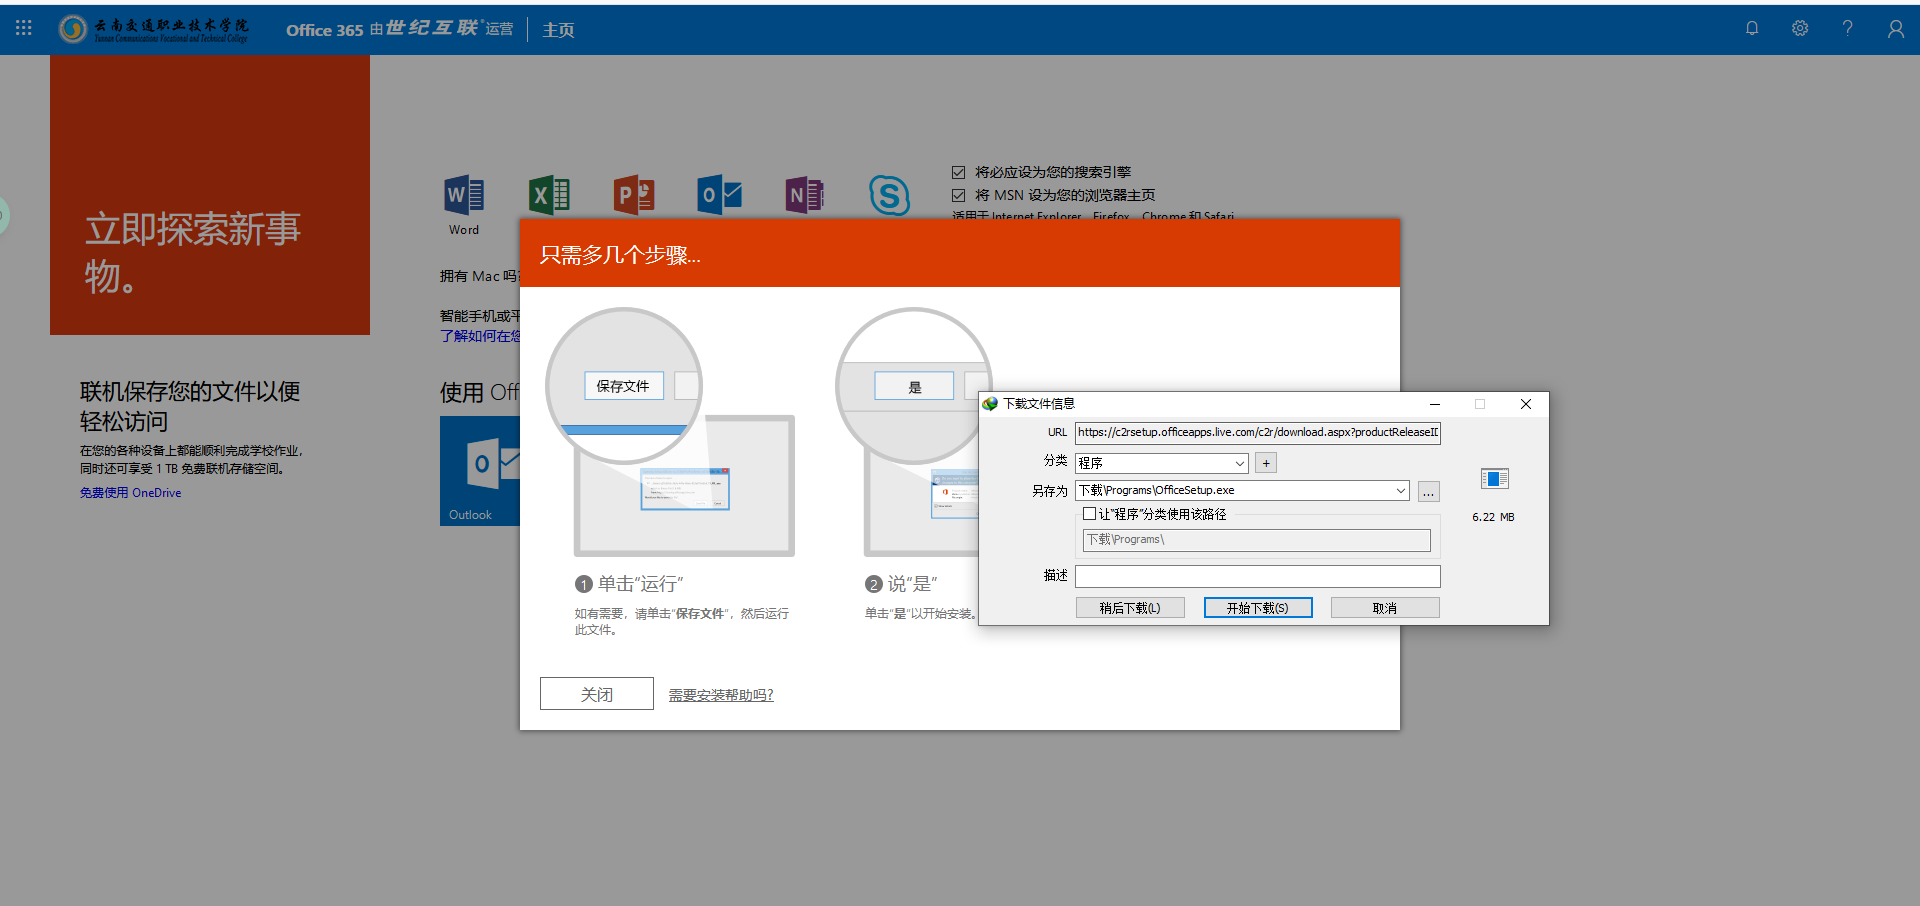 云南交通职业技术学院
Yunnan Communications Vocational and Technical College
Office 365 由世纪互联运营
主页
立即探索新事
物。
将必应设为您的搜索引擎
将 MSN 设为您的浏览器主页
适用于 Internet Explorer、Firefox、Chrome 和 Safari
Word
拥有 Mac 吗?
智能手机或平
了解如何在您
联机保存您的文件以便
轻松访问
在您的各种设备上都能顺利完成学校作业，
同时还可享受 1 TB 免费联机存储空间。
免费使用 OneDrive
使用 Off
Outlook
只需多几个步骤...
保存文件
是
1 单击“运行”
如有需要，请单击“保存文件”，然后运行
此文件。
2 说“是”
单击“是”以开始安装。
关闭
需要安装帮助吗?
下载文件信息
URL
https://c2rsetup.officeapps.live.com/c2r/download.aspx?productReleaseID
分类
程序
+
另存为
下载\Programs\OfficeSetup.exe
...
让“程序”分类使用该路径
下载\Programs\
6.22 MB
描述
稍后下载(L)
开始下载(S)
取消